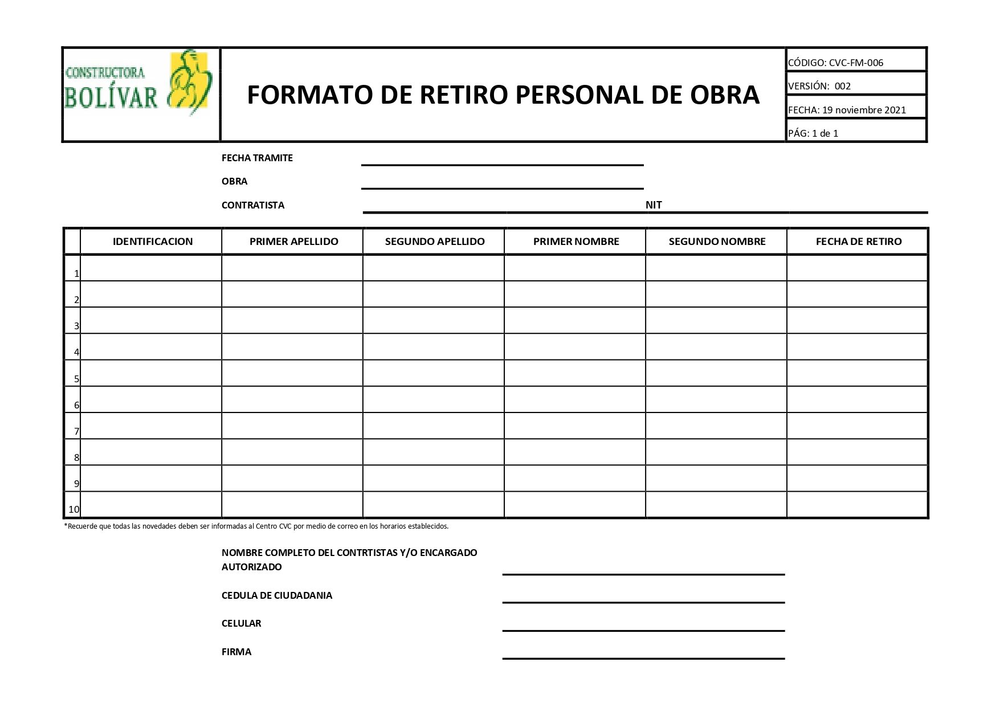 CONSTRUCTORA
BOLÍVAR
FORMATO DE RETIRO PERSONAL DE OBRA
CÓDIGO: CVC-FM-006
VERSIÓN:  002
FECHA: 19 noviembre 2021
PÁG: 1 de 1
FECHA TRAMITE
OBRA
CONTRATISTA NIT
IDENTIFICACION PRIMER APELLIDO SEGUNDO APELLIDO PRIMER NOMBRE SEGUNDO NOMBRE FECHA DE RETIRO
1
2
3
4
5
6
7
8
9
10
*Recuerde que todas las novedades deben ser informadas al Centro CVC por medio de correo en los horarios establecidos.
NOMBRE COMPLETO DEL CONTRTISTAS Y/O ENCARGADO
AUTORIZADO
CEDULA DE CIUDADANIA
CELULAR
FIRMA